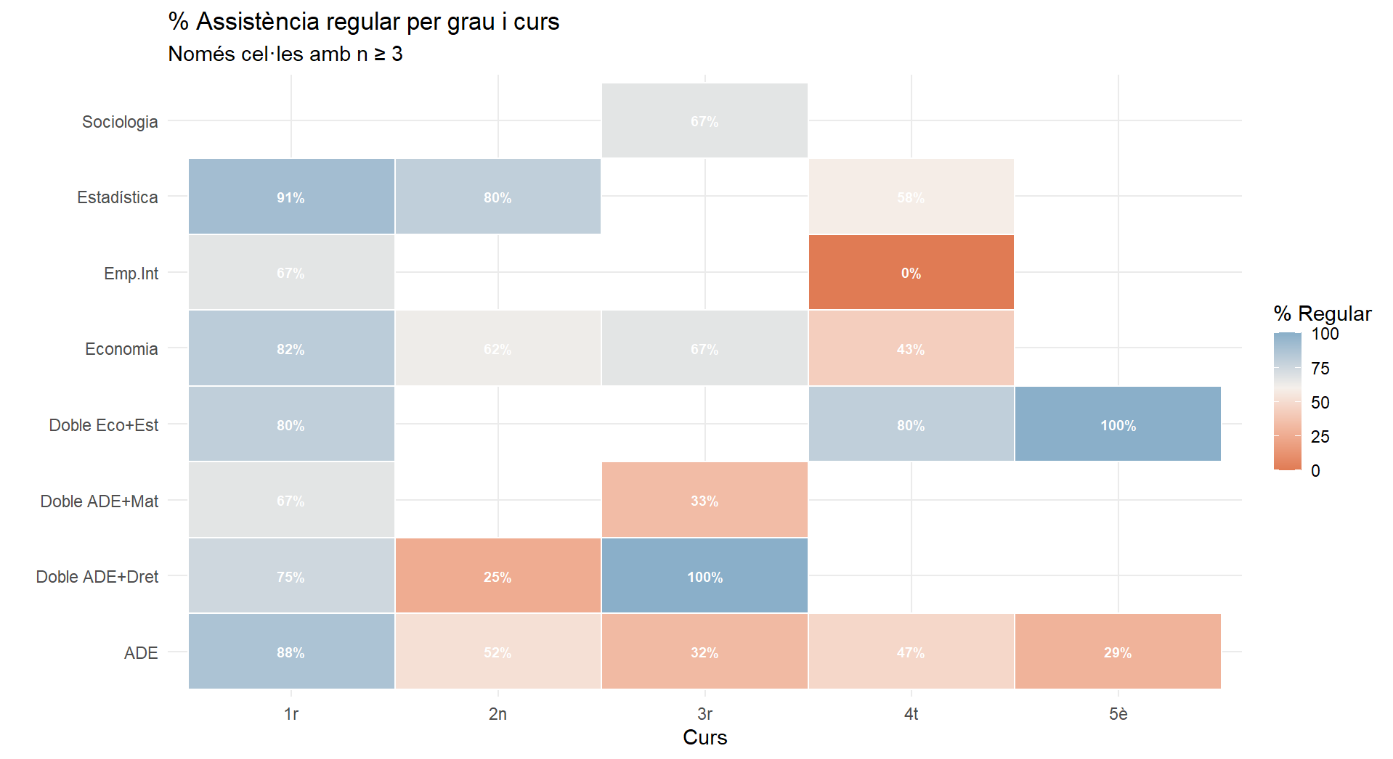 % Assistència regular per grau i curs
Només cel·les amb n ≥ 3
Sociologia 67%
Estadística 91% 80% 58%
Emp.Int 67% 0%
Economia 82% 62% 67% 43%
Doble Eco+Est 80% 80% 100%
Doble ADE+Mat 67% 33%
Doble ADE+Dret 75% 25% 100%
ADE 88% 52% 32% 47% 29%
1r 2n 3r 4t 5è
Curs
% Regular
100
75
50
25
0